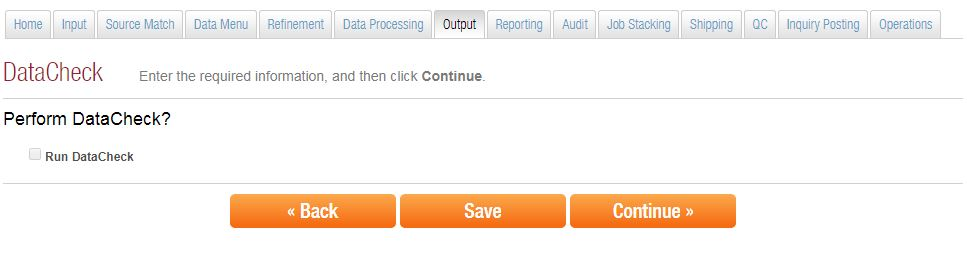 Home Input Source Match Data Menu Refinement Data Processing Output Reporting Audit Job Stacking Shipping QC Inquiry Posting Operations
DataCheck Enter the required information, and then click Continue.
Perform DataCheck?
Run DataCheck
« Back Save Continue »